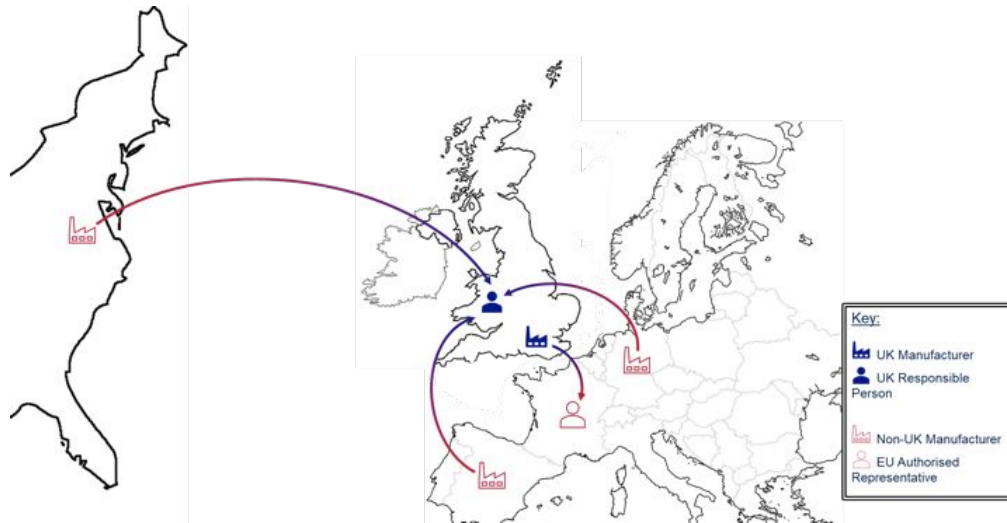 Key:
UK Manufacturer
UK Responsible
Person
Non-UK Manufacturer
EU Authorised
Representative